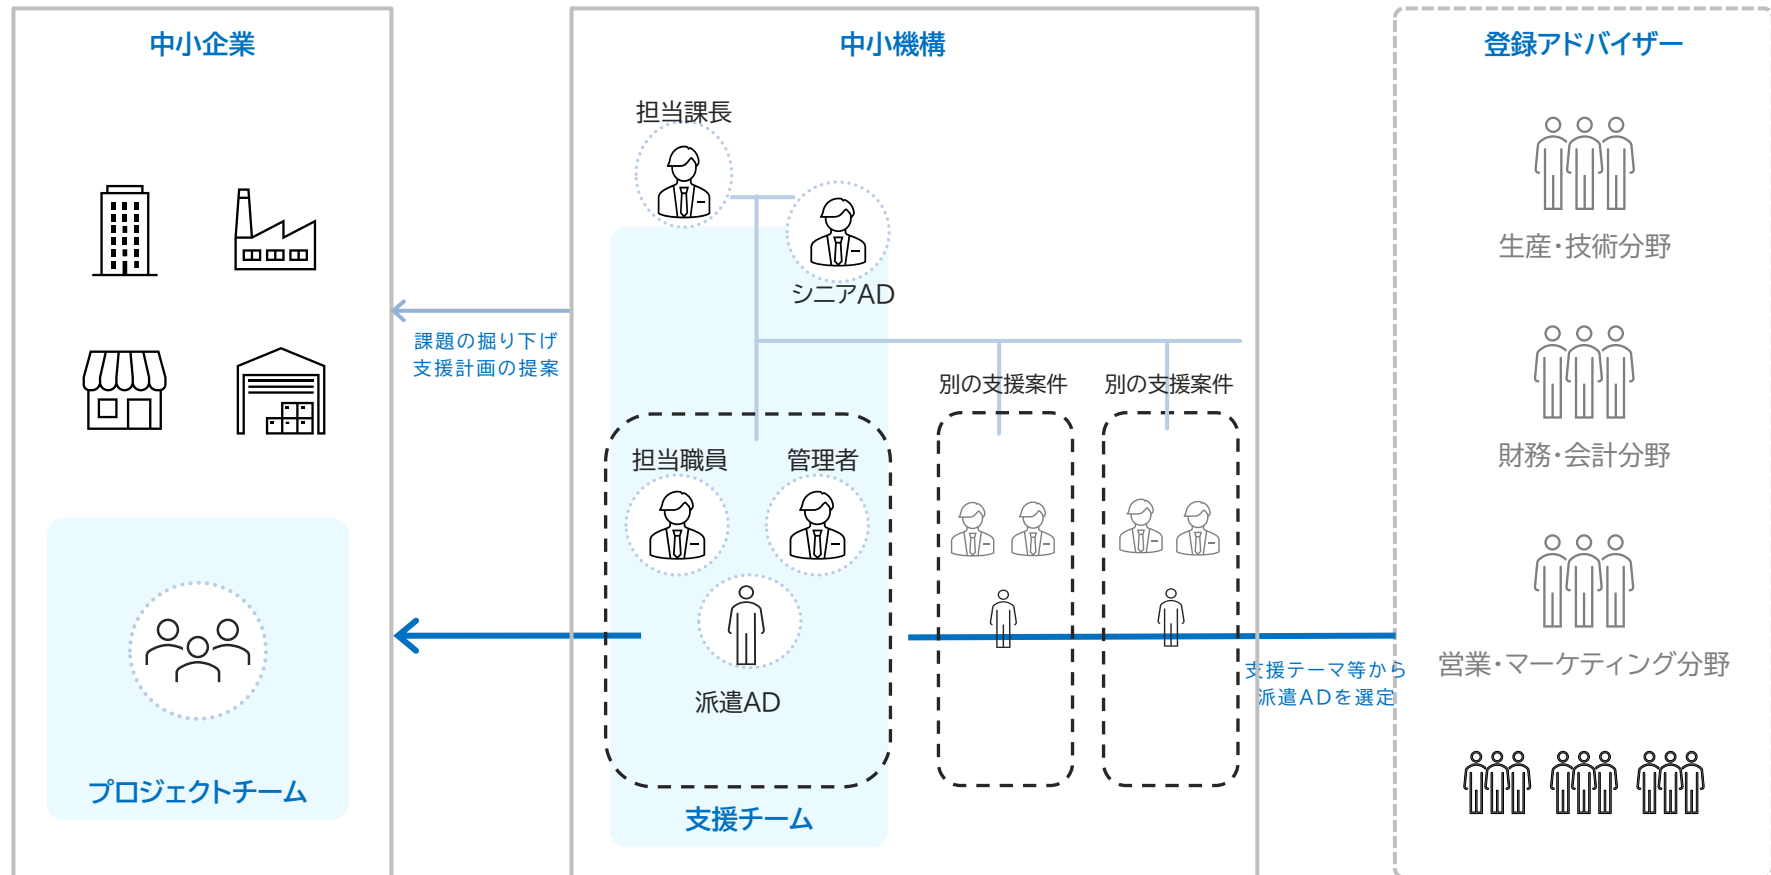 中小企業
課題の掘り下げ
支援計画の提案
プロジェクトチーム
中小機構
担当課長
シニアAD
別の支援案件
別の支援案件
担当職員
管理者
派遣AD
支援チーム
支援テーマ等から
派遣ADを選定
登録アドバイザー
生産・技術分野
財務・会計分野
営業・マーケティング分野